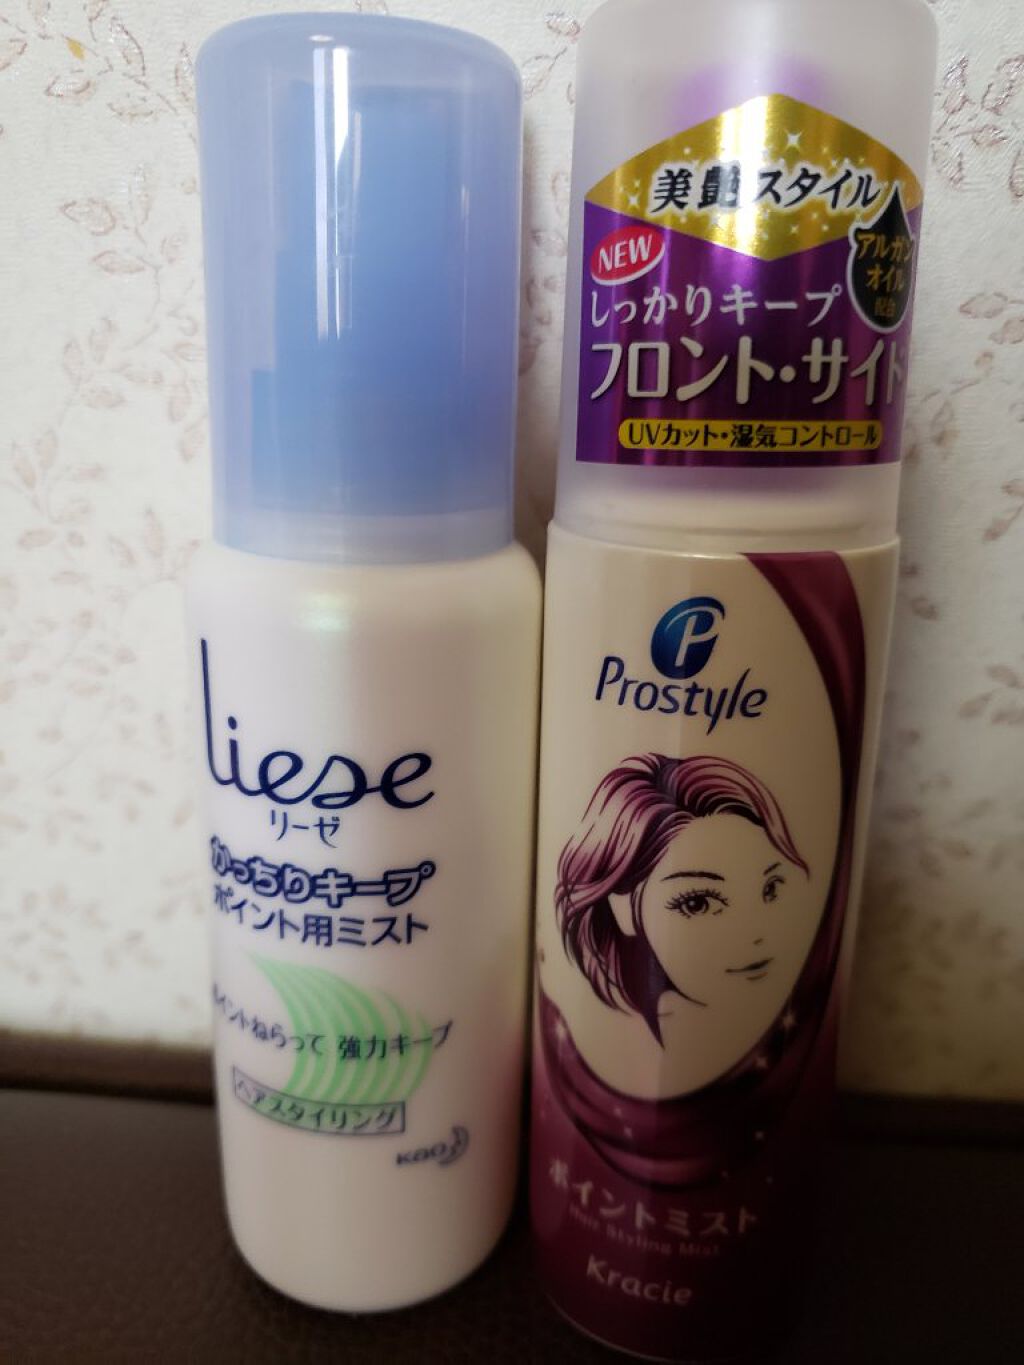 Liese
リーゼ
かっちりキープ
ポイント用ミスト
ポイントねらって 強力キープ
ヘアスタイリング
Kao
美艶スタイル
NEW
アルガン
オイル
配合
しっかりキープ
フロント・サイド
UVカット・湿気コントロール
P
Prostyle
ポイントミスト
Hair Styling Mist
Kracie